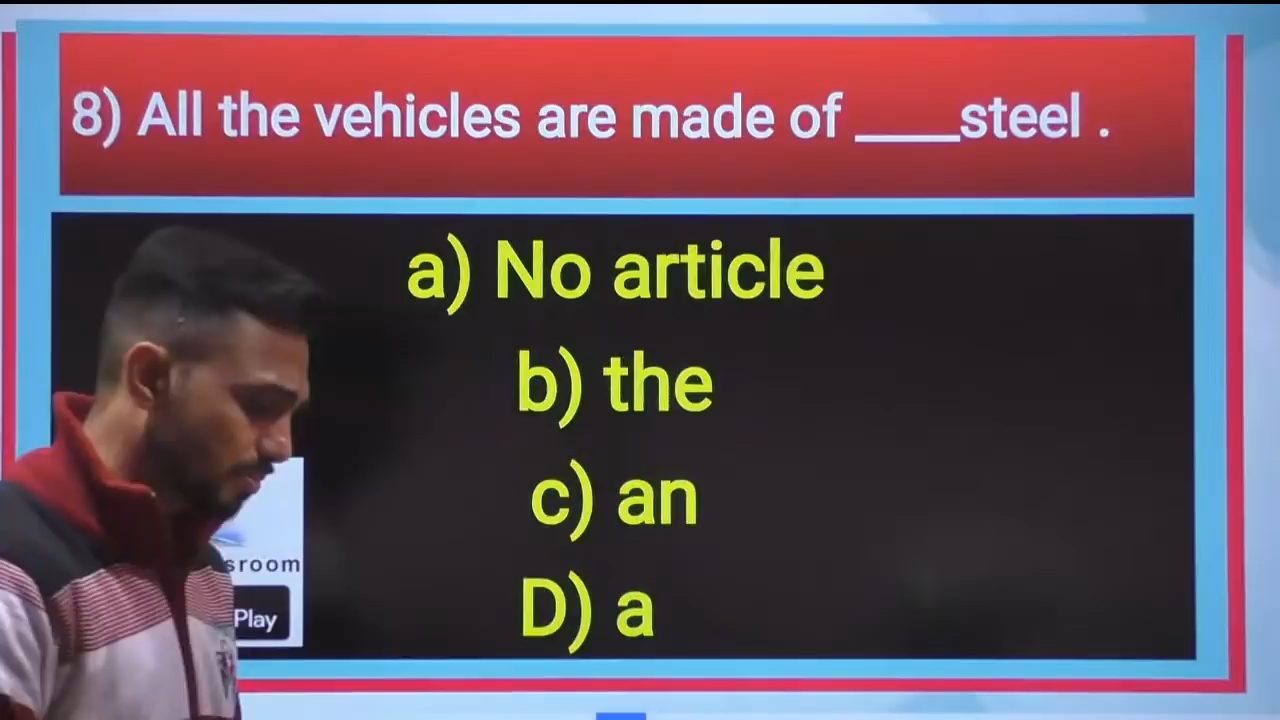 8) All the vehicles are made of ____steel .
a) No article
b) the
c) an
D) a
sroom
Play